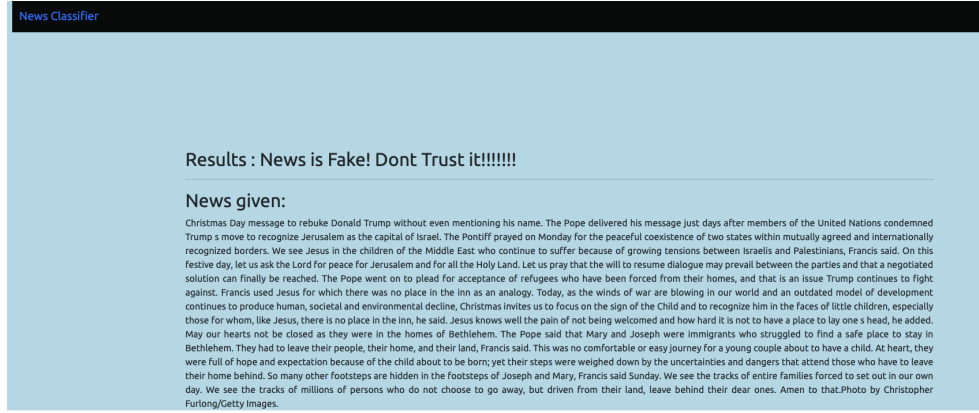 News Classifier
Results : News is Fake! Dont Trust it!!!!!!!
News given:
Christmas Day message to rebuke Donald Trump without even mentioning his name. The Pope delivered his message just days after members of the United Nations condemned
Trump s move to recognize Jerusalem as the capital of Israel. The Pontiff prayed on Monday for the peaceful coexistence of two states within mutually agreed and internationally
recognized borders. We see Jesus in the children of the Middle East who continue to suffer because of growing tensions between Israelis and Palestinians, Francis said. On this
festive day, let us ask the Lord for peace for Jerusalem and for all the Holy Land. Let us pray that the will to resume dialogue may prevail between the parties and that a negotiated
solution can finally be reached. The Pope went on to plead for acceptance of refugees who have been forced from their homes, and that is an issue Trump continues to fight
against. Francis used Jesus for which there was no place in the inn as an analogy. Today, as the winds of war are blowing in our world and an outdated model of development
continues to produce human, societal and environmental decline, Christmas invites us to focus on the sign of the Child and to recognize him in the faces of little children, especially
those for whom, like Jesus, there is no place in the inn, he said. Jesus knows well the pain of not being welcomed and how hard it is not to have a place to lay one s head, he added.
May our hearts not be closed as they were in the homes of Bethlehem. The Pope said that Mary and Joseph were immigrants who struggled to find a safe place to stay in
Bethlehem. They had to leave their people, their home, and their land, Francis said. This was no comfortable or easy journey for a young couple about to have a child. At heart, they
were full of hope and expectation because of the child about to be born; yet their steps were weighed down by the uncertainties and dangers that attend those who have to leave
their home behind. So many other footsteps are hidden in the footsteps of Joseph and Mary, Francis said Sunday. We see the tracks of entire families forced to set out in our own
day. We see the tracks of millions of persons who do not choose to go away, but driven from their land, leave behind their dear ones. Amen to that.Photo by Christopher
Furlong/Getty Images.